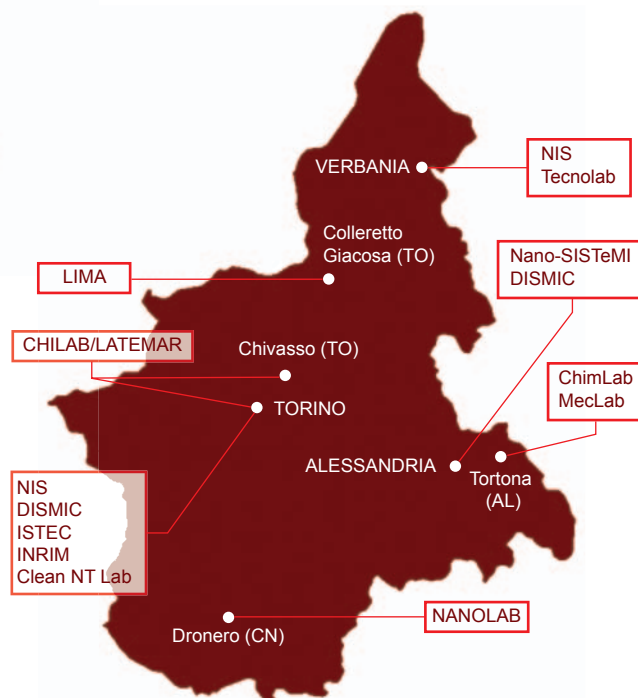 VERBANIA
NIS
Tecnolab
Colleretto
Giacosa (TO)
Nano-SISTeMI
DISMIC
LIMA
CHILAB/LATEMAR
Chivasso (TO)
ChimLab
MecLab
TORINO
ALESSANDRIA
Tortona
(AL)
NIS
DISMIC
ISTEC
INRIM
Clean NT Lab
NANOLAB
Dronero (CN)